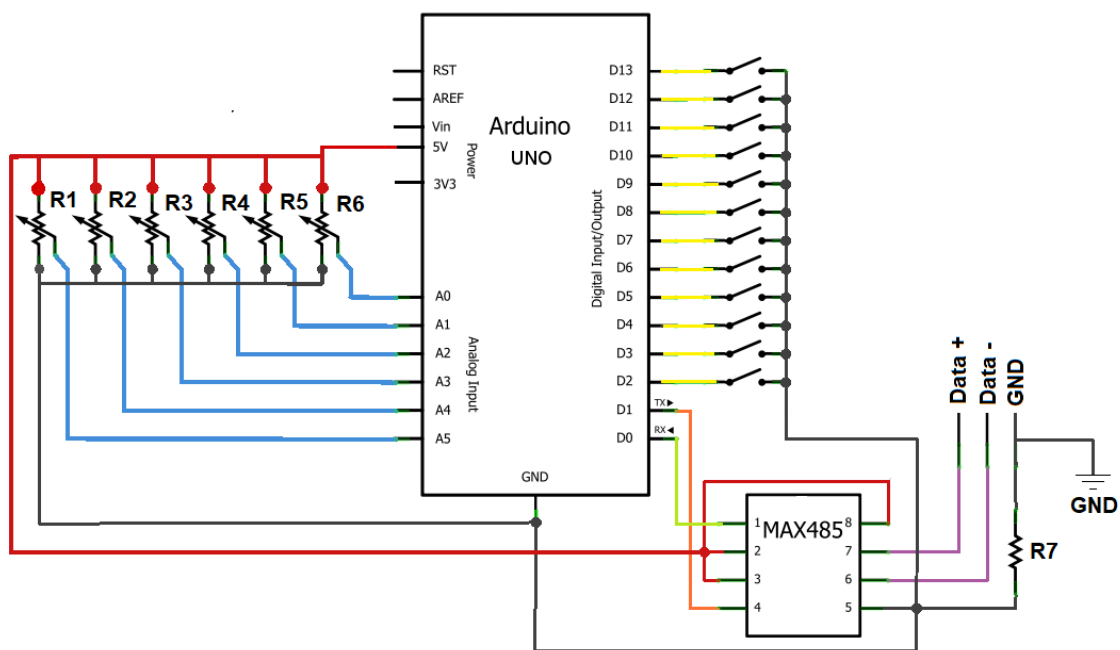 RST
AREF
Vin
5V
3V3
Power
Arduino
UNO
D13
D12
D11
D10
D9
D8
D7
D6
D5
D4
D3
D2
D1
D0
Digital Input/Output
TX▶
RX◀
R1
R2
R3
R4
R5
R6
A0
A1
A2
A3
A4
A5
Analog Input
GND
Data +
Data -
GND
GND
R7
MAX485
1
2
3
4
8
7
6
5